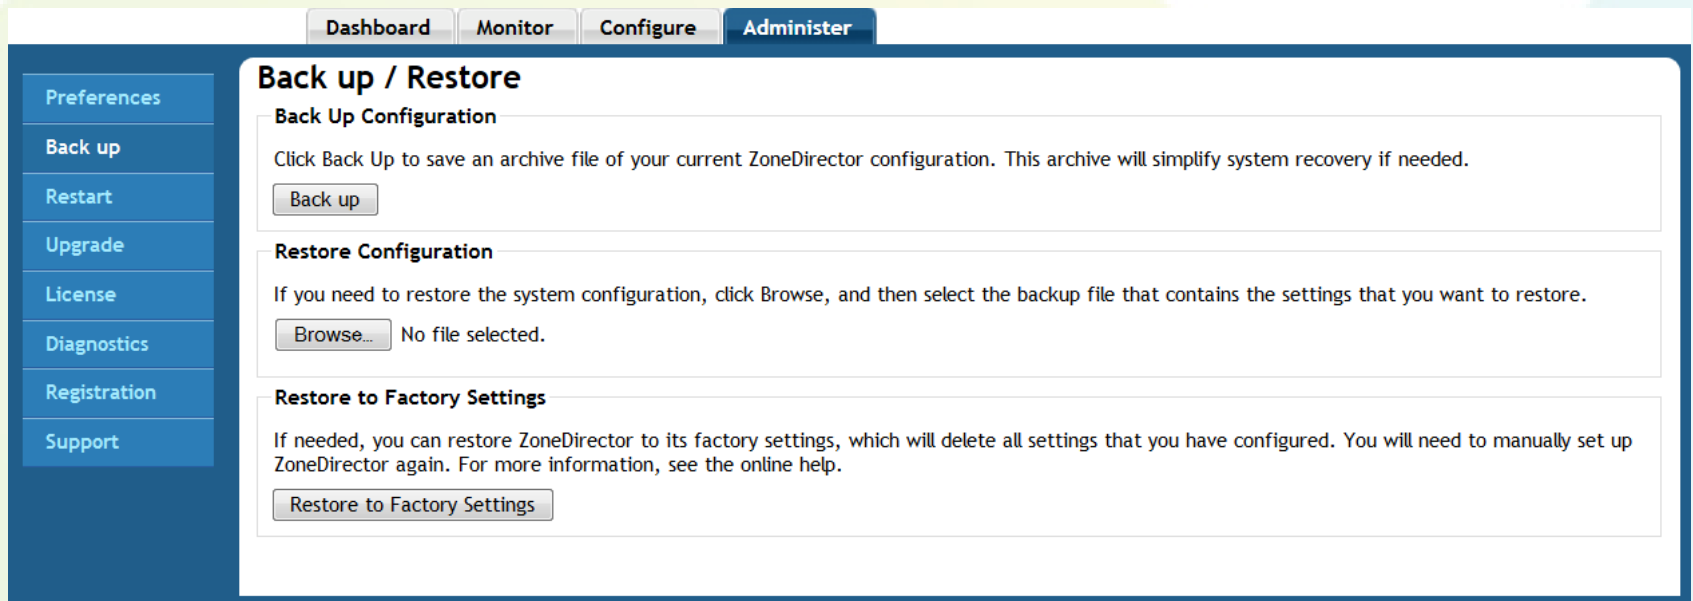 Dashboard Monitor Configure Administer
Preferences
Back up
Restart
Upgrade
License
Diagnostics
Registration
Support
Back up / Restore
Back Up Configuration
Click Back Up to save an archive file of your current ZoneDirector configuration. This archive will simplify system recovery if needed.
Back up
Restore Configuration
If you need to restore the system configuration, click Browse, and then select the backup file that contains the settings that you want to restore.
Browse... No file selected.
Restore to Factory Settings
If needed, you can restore ZoneDirector to its factory settings, which will delete all settings that you have configured. You will need to manually set up
ZoneDirector again. For more information, see the online help.
Restore to Factory Settings